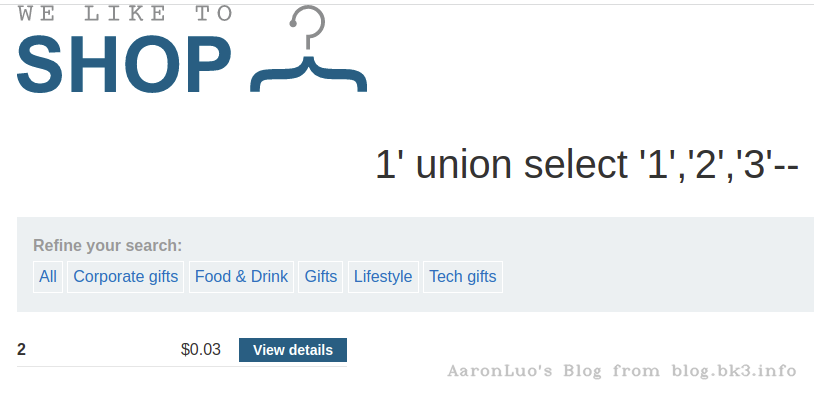 WE LIKE TO
SHOP
1' union select '1','2','3'--
Refine your search:
All Corporate gifts Food & Drink Gifts Lifestyle Tech gifts
2 $0.03 View details
AaronLuo's Blog from blog.bk3.info